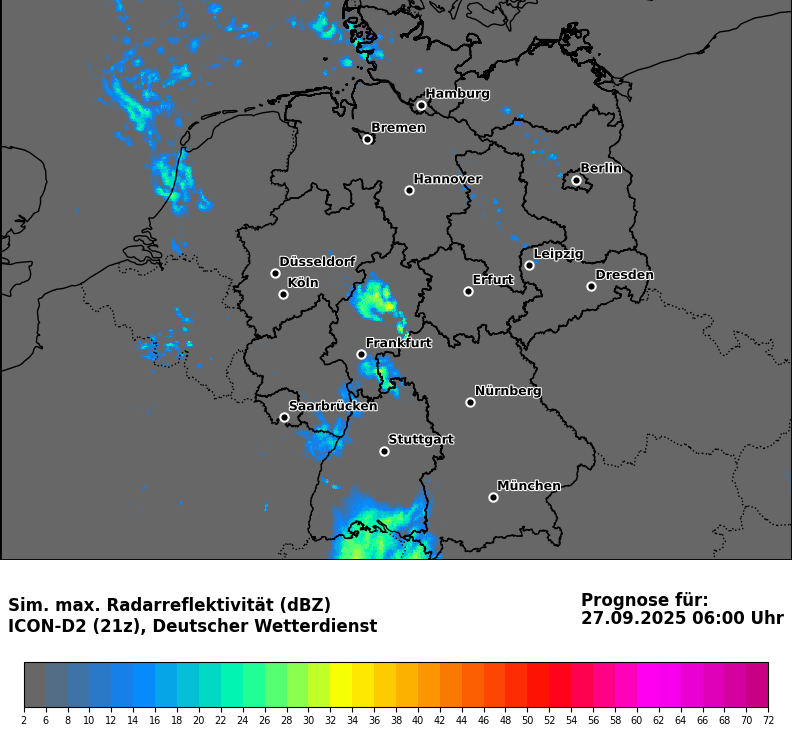 Hamburg
Bremen
Berlin
Hannover
Leipzig
Düsseldorf
Dresden
Köln
Erfurt
Frankfurt
Nürnberg
Saarbrücken
Stuttgart
München
Sim. max. Radarreflektivität (dBZ)
ICON-D2 (21z), Deutscher Wetterdienst
Prognose für:
27.09.2025 06:00 Uhr
2 6 8 10 12 14 16 18 20 22 24 26 28 30 32 34 36 38 40 42 44 46 48 50 52 54 56 58 60 62 64 66 68 70 72